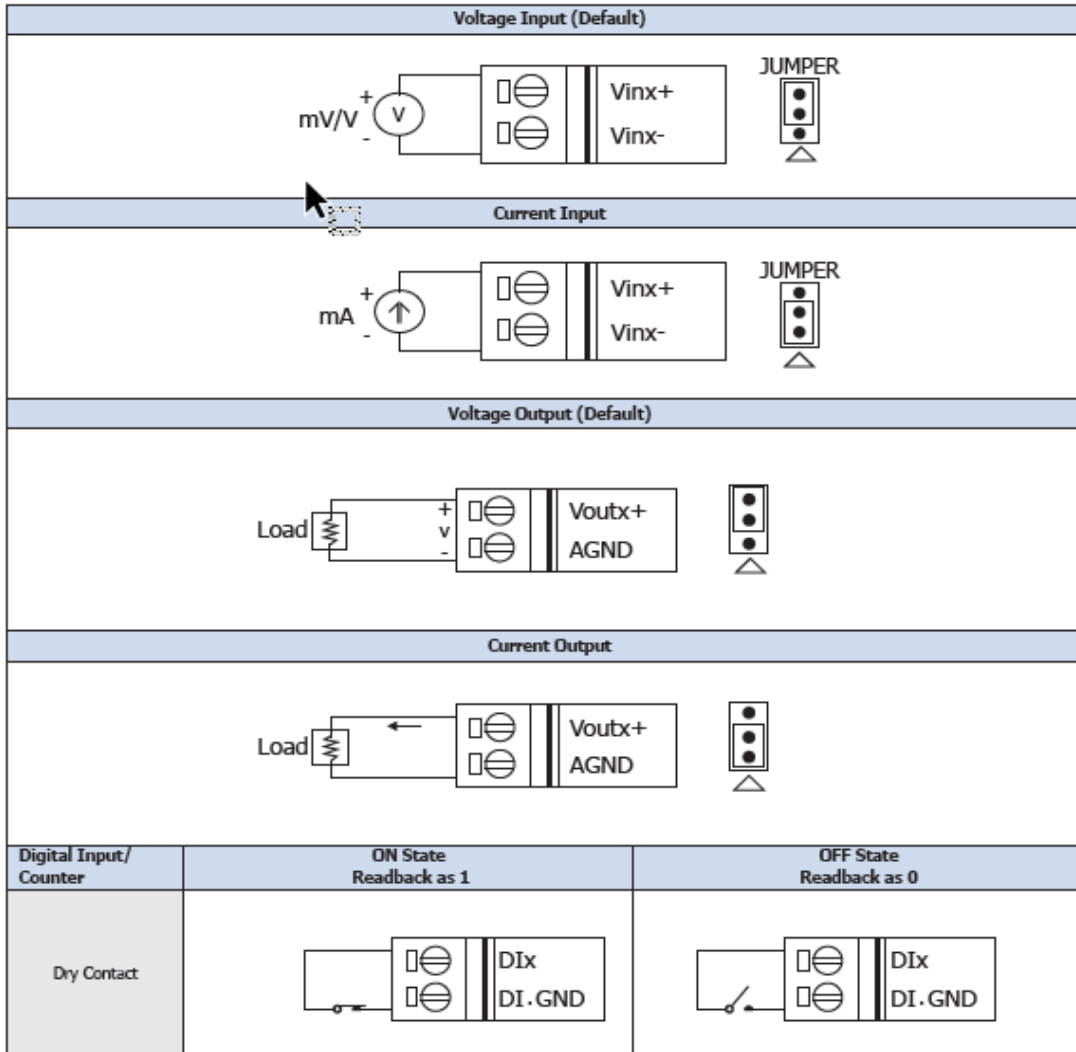 Voltage Input (Default)
JUMPER
mV/V
+
-
V
Vinx+
Vinx-
Current Input
JUMPER
mA
+
-
Vinx+
Vinx-
Voltage Output (Default)
Load
+
v
-
Voutx+
AGND
Current Output
Load
Voutx+
AGND
Digital Input/
Counter
ON State
Readback as 1
OFF State
Readback as 0
Dry Contact
DIx
DI.GND
DIx
DI.GND